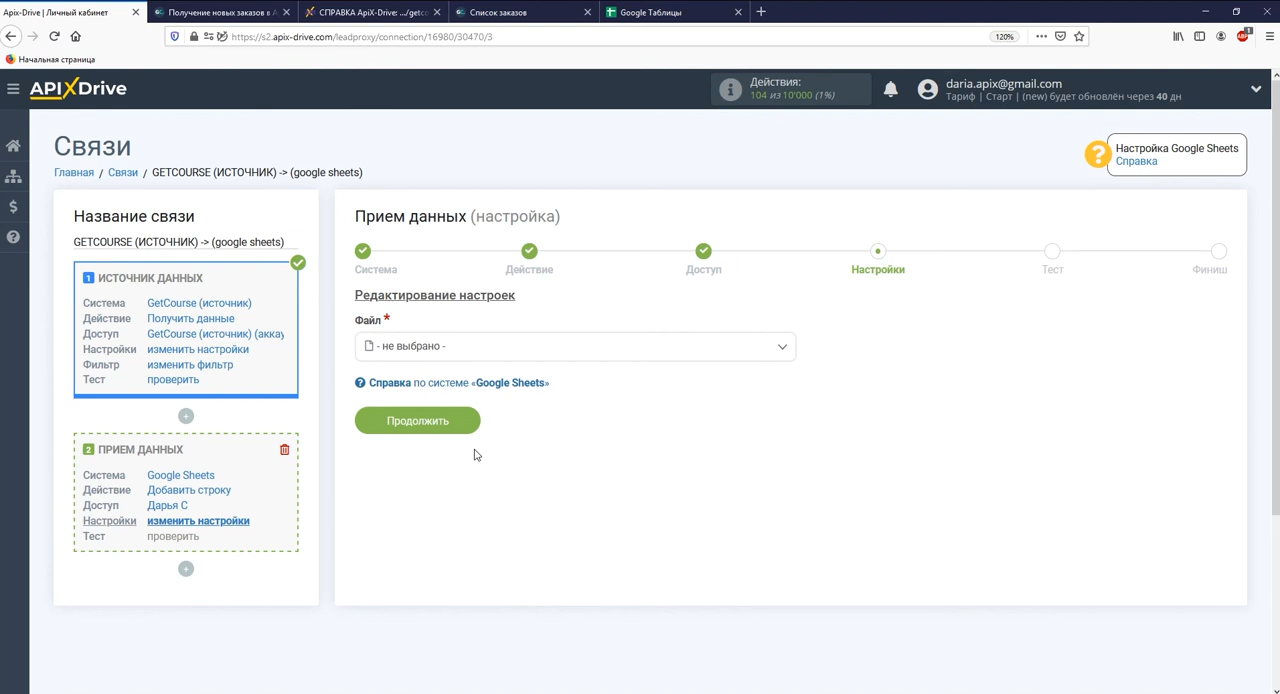 Apix-Drive | Личный кабинет
Получение новых заказов в A
СПРАВКА ApiX-Drive: .../getco
Список заказов
Google Таблицы
https://s2.apix-drive.com/leadproxy/connection/16980/30470/3
120%
Начальная страница
APIXDrive
Действия:
104 из 10'000 (1%)
daria.apix@gmail.com
Тариф | Старт | (new) будет обновлён через 40 дн
Связи
Главная / Связи / GETCOURSE (ИСТОЧНИК) -> (google sheets)
Настройка Google Sheets
Справка
Название связи
GETCOURSE (ИСТОЧНИК) -> (google sheets)
1 ИСТОЧНИК ДАННЫХ
Система GetCourse (источник)
Действие Получить данные
Доступ GetCourse (источник) (аккау
Настройки изменить настройки
Фильтр изменить фильтр
Тест проверить
2 ПРИЕМ ДАННЫХ
Система Google Sheets
Действие Добавить строку
Доступ Дарья С
Настройки изменить настройки
Тест проверить
Прием данных (настройка)
Система
Действие
Доступ
Настройки
Тест
Финиш
Редактирование настроек
Файл *
- не выбрано -
Справка по системе «Google Sheets»
Продолжить